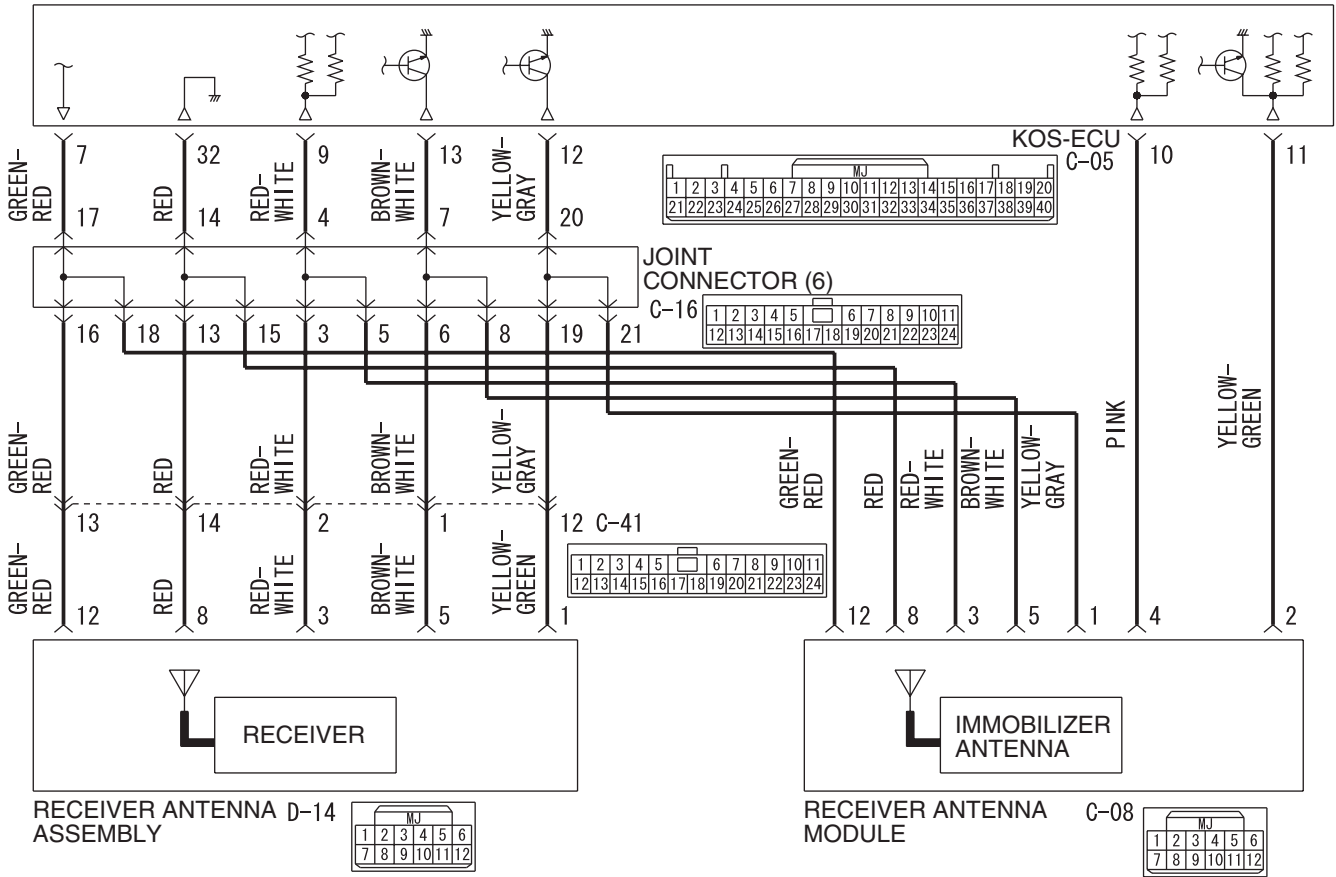 KOS-ECU
C-05
7 32 9 13 12 10 11
GREEN-
RED
RED
RED-
WHITE
BROWN-
WHITE
YELLOW-
GRAY
MJ
1 2 3 4 5 6 7 8 9 10 11 12 13 14 15 16 17 18 19 20
21 22 23 24 25 26 27 28 29 30 31 32 33 34 35 36 37 38 39 40
17 14 4 7 20
JOINT
CONNECTOR (6)
C-16
1 2 3 4 5 6 7 8 9 10 11
12 13 14 15 16 17 18 19 20 21 22 23 24
16 18 13 15 3 5 6 8 19 21
GREEN-
RED
RED
RED-
WHITE
BROWN-
WHITE
YELLOW-
GRAY
GREEN-
RED
RED
RED-
WHITE
BROWN-
WHITE
YELLOW-
GRAY
PINK
YELLOW-
GREEN
13 14 2 1 12 C-41
1 2 3 4 5 6 7 8 9 10 11
12 13 14 15 16 17 18 19 20 21 22 23 24
GREEN-
RED
RED
RED-
WHITE
BROWN-
WHITE
YELLOW-
GREEN
12 8 3 5 1 12 8 3 5 1 4 2
RECEIVER
IMMOBILIZER
ANTENNA
RECEIVER ANTENNA
ASSEMBLY
D-14
MJ
1 2 3 4 5 6
7 8 9 10 11 12
RECEIVER ANTENNA
MODULE
C-08
MJ
1 2 3 4 5 6
7 8 9 10 11 12